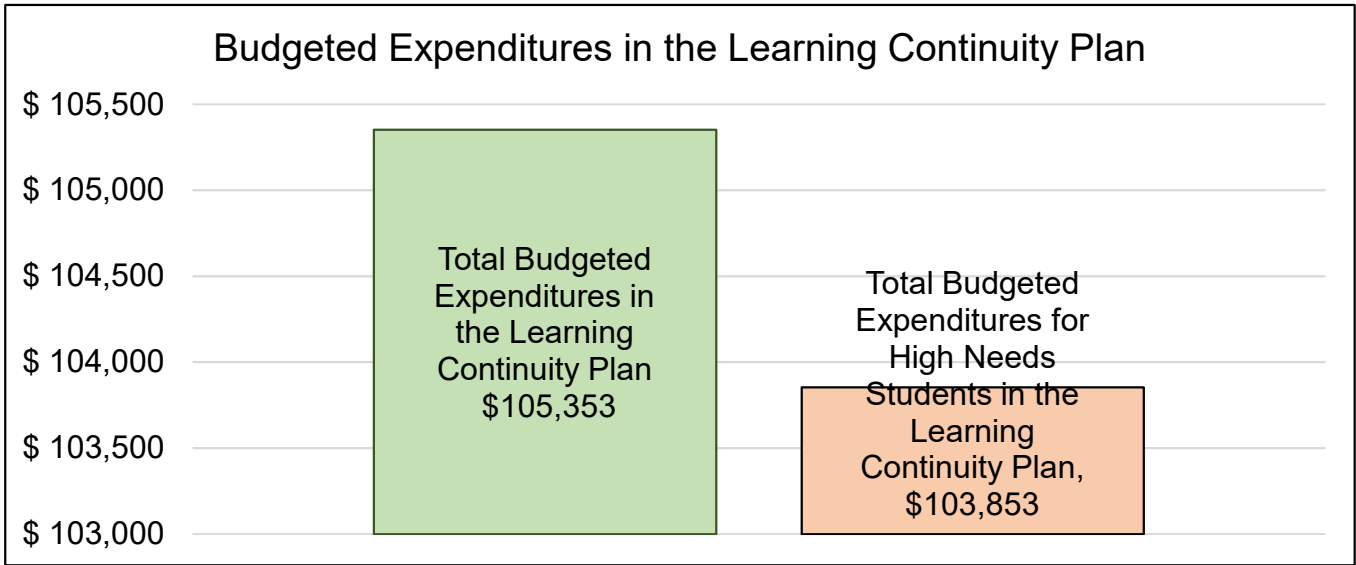 Budgeted Expenditures in the Learning Continuity Plan
$ 105,500
$ 105,000
$ 104,500
$ 104,000
$ 103,500
$ 103,000
Total Budgeted
Expenditures in
the Learning
Continuity Plan
$105,353
Total Budgeted
Expenditures for
High Needs
Students in the
Learning
Continuity Plan,
$103,853